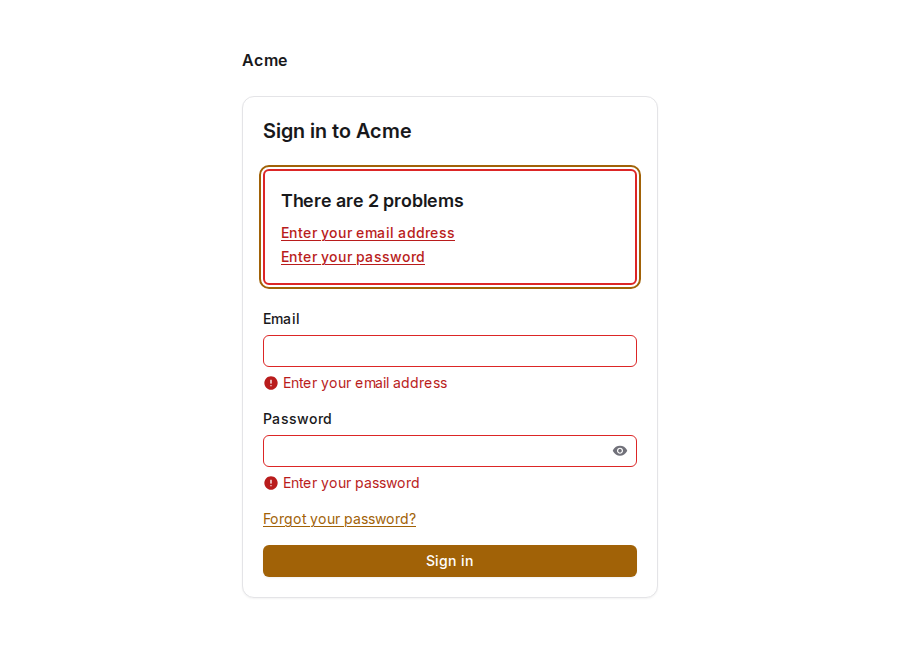 Acme
Sign in to Acme
There are 2 problems
Enter your email address
Enter your password
Email
Enter your email address
Password
Enter your password
Forgot your password?
Sign in